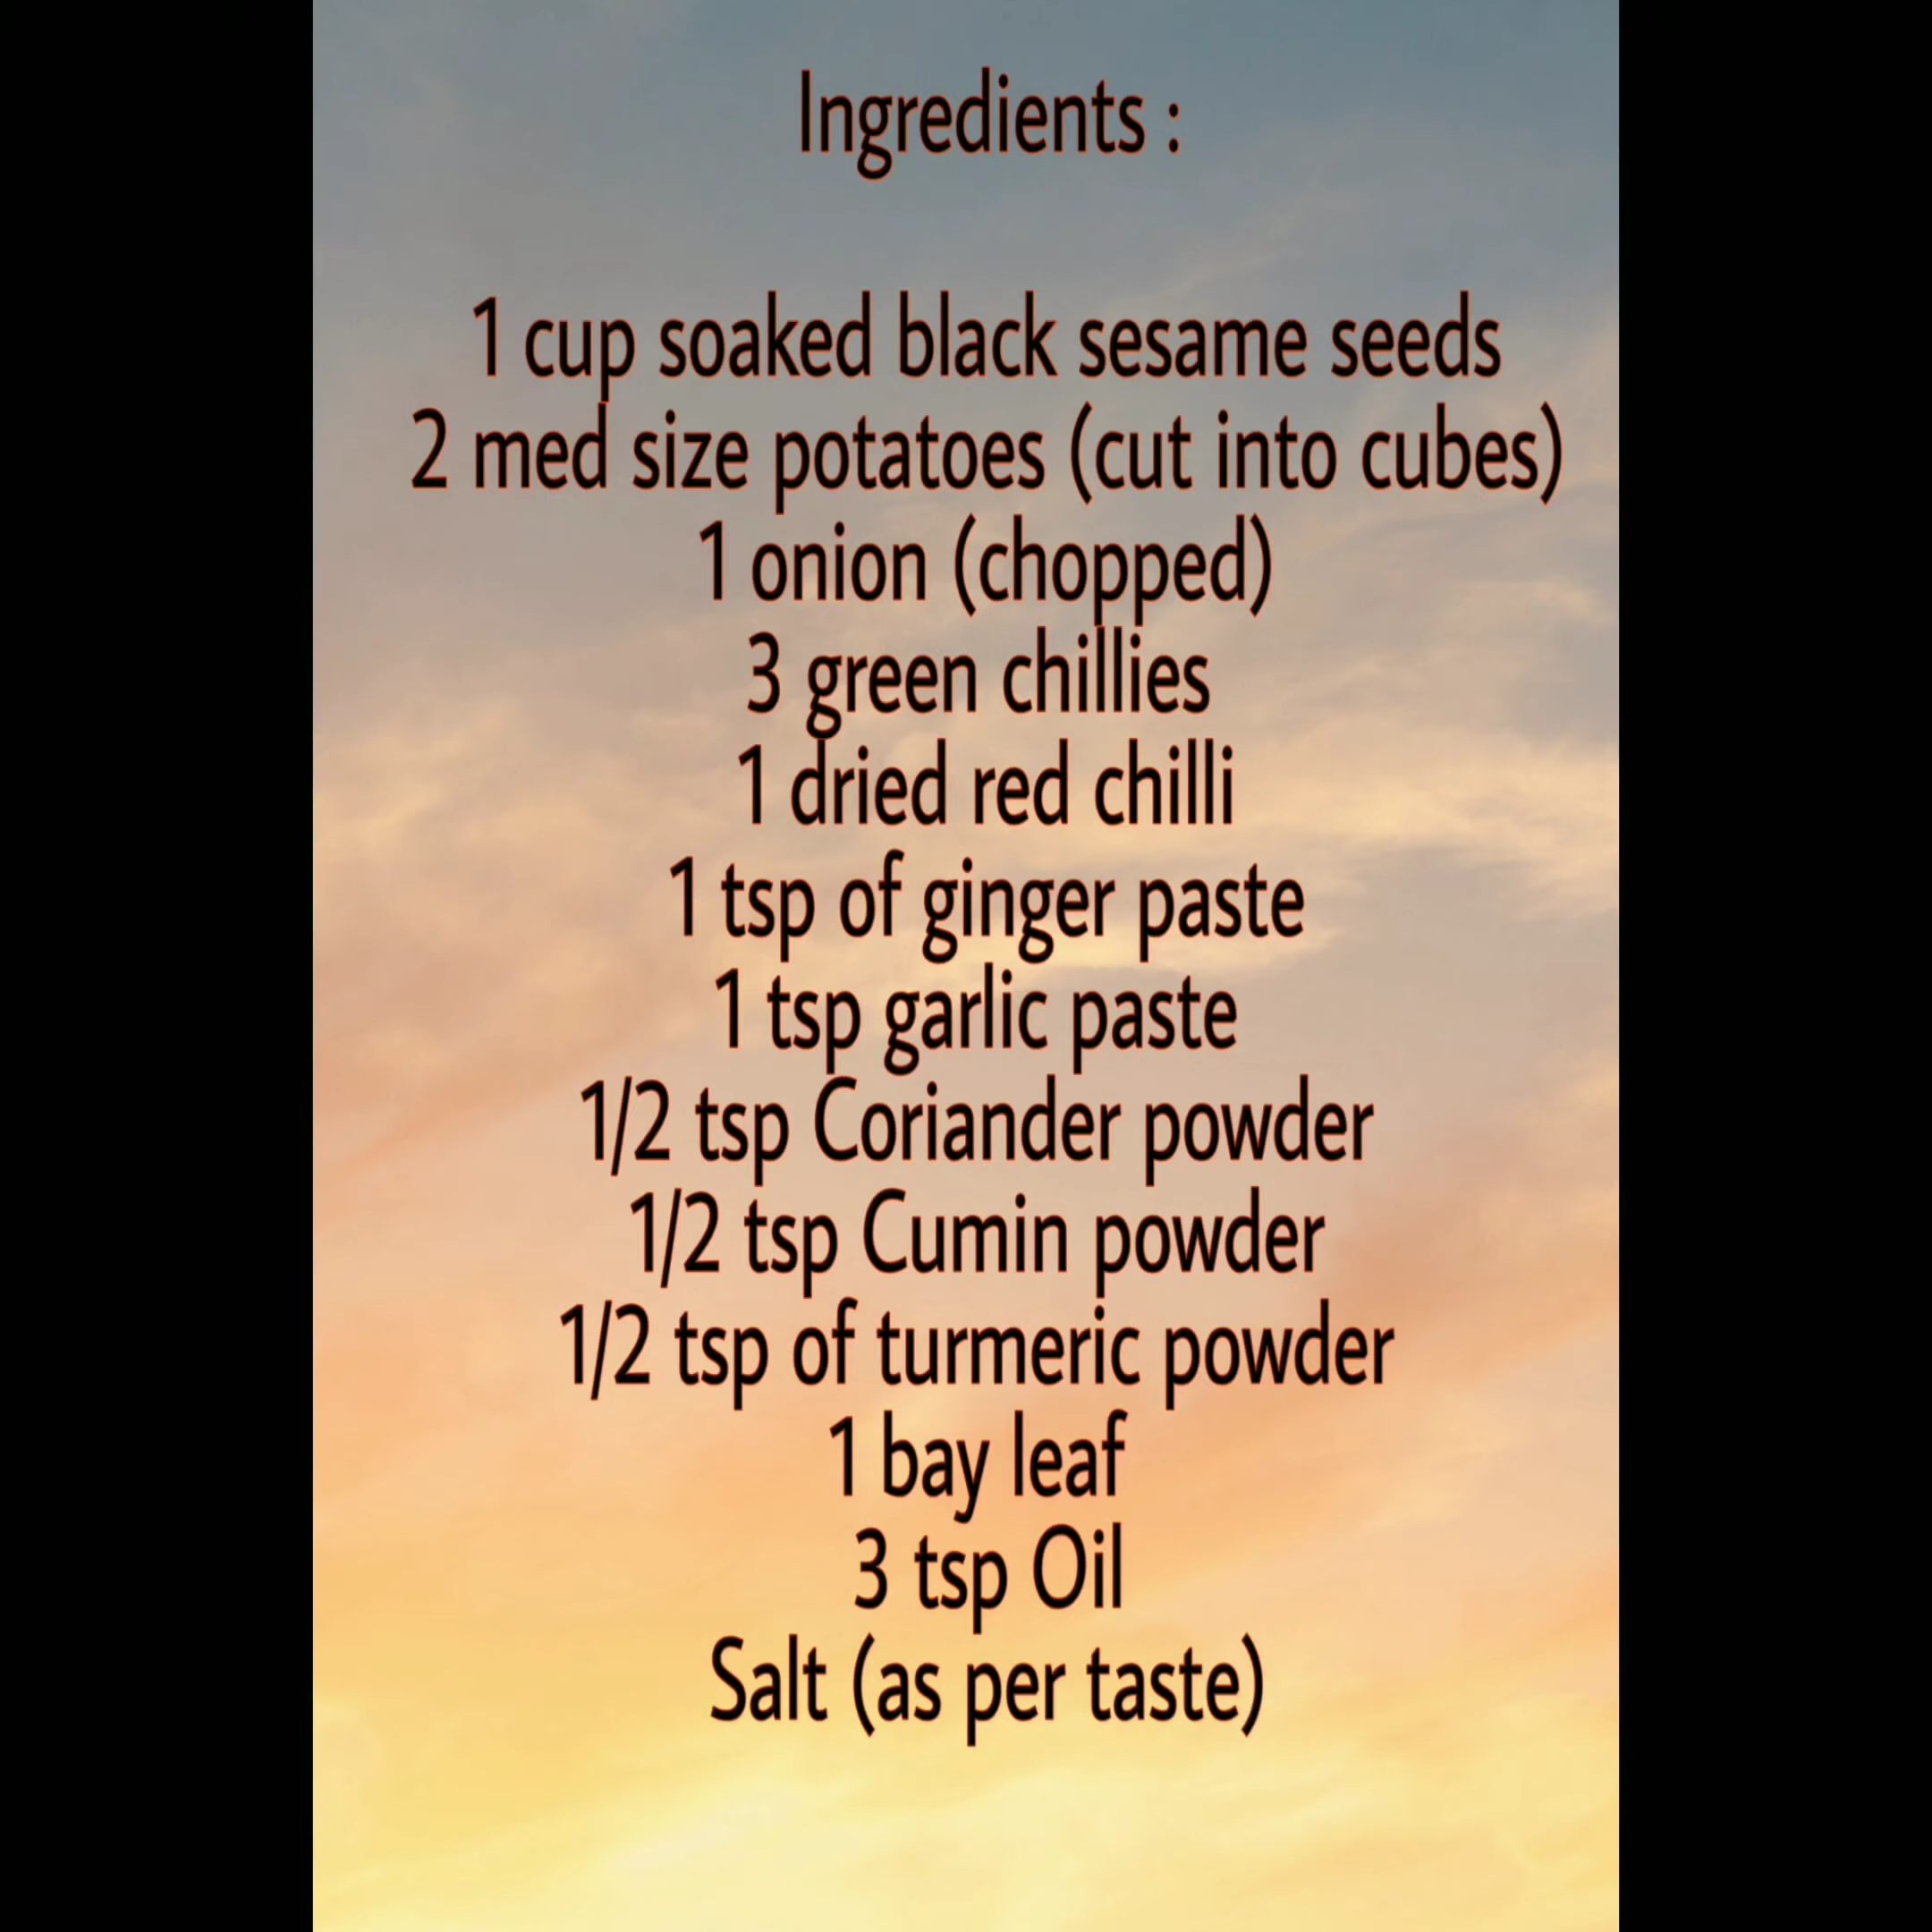 Ingredients :
1 cup soaked black sesame seeds
2 med size potatoes (cut into cubes)
1 onion (chopped)
3 green chillies
1 dried red chilli
1 tsp of ginger paste
1 tsp garlic paste
1/2 tsp Coriander powder
1/2 tsp Cumin powder
1/2 tsp of turmeric powder
1 bay leaf
3 tsp Oil
Salt (as per taste)